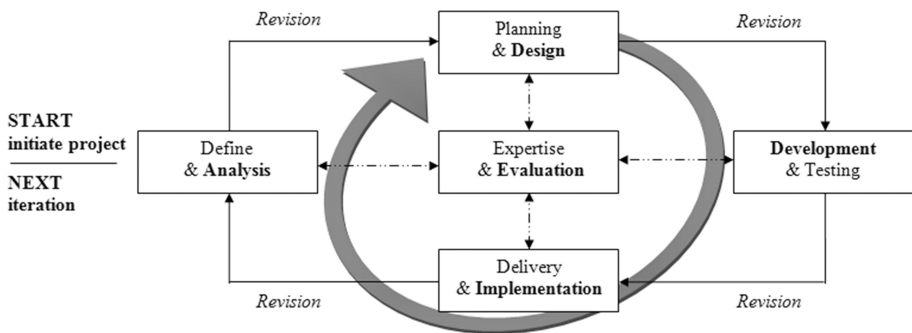 Revision
Revision
Planning
& Design
START
initiate project
NEXT
iteration
Define
& Analysis
Expertise
& Evaluation
Development
& Testing
Delivery
& Implementation
Revision
Revision